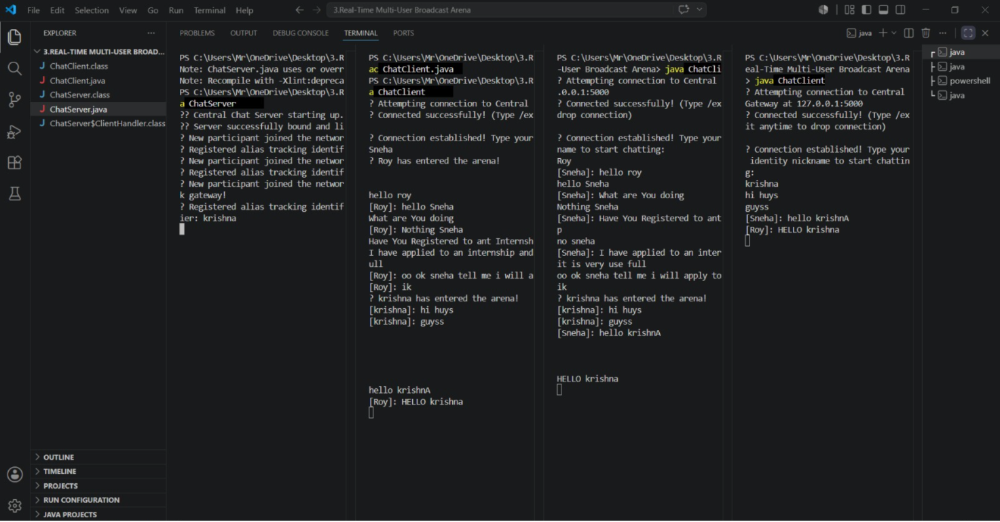 File Edit Selection View Go Run Terminal Help
3.Real-Time Multi-User Broadcast Arena
EXPLORER
3.REAL-TIME MULTI-USER BROAD...
ChatClient.class
ChatClient.java
ChatServer.class
ChatServer.java
ChatServer$ClientHandler.class
OUTLINE
TIMELINE
PROJECTS
RUN CONFIGURATION
JAVA PROJECTS
PROBLEMS OUTPUT DEBUG CONSOLE TERMINAL PORTS
java
PS C:\Users\Mr\OneDrive\Desktop\3.R
Note: ChatServer.java uses or overr
Note: Recompile with -Xlint:depreca
PS C:\Users\Mr\OneDrive\Desktop\3.R
a ChatServer
?? Central Chat Server starting up.
?? Server successfully bound and li
? New participant joined the networ
? Registered alias tracking identif
? New participant joined the networ
? Registered alias tracking identif
? New participant joined the networ
k gateway!
? Registered alias tracking identif
ier: krishna
PS C:\Users\Mr\OneDrive\Desktop\3.R
ac ChatClient.java
PS C:\Users\Mr\OneDrive\Desktop\3.R
a ChatClient
? Attempting connection to Central
? Connected successfully! (Type /ex
? Connection established! Type your
Sneha
? Roy has entered the arena!
hello roy
[Roy]: hello Sneha
What are You doing
[Roy]: Nothing Sneha
Have You Registered to ant Internsh
I have applied to an internship and
ull
[Roy]: oo ok sneha tell me i will a
[Roy]: ik
? krishna has entered the arena!
[krishna]: hi huys
[krishna]: guyss
hello krishnA
[Roy]: HELLO krishna
PS C:\Users\Mr\OneDrive\Desktop\3.R
-User Broadcast Arena> java ChatCli
? Attempting connection to Central
.0.0.1:5000
? Connected successfully! (Type /ex
drop connection)
? Connection established! Type your
name to start chatting:
Roy
[Sneha]: hello roy
hello Sneha
[Sneha]: What are You doing
Nothing Sneha
[Sneha]: Have You Registered to ant
p
no sneha
[Sneha]: I have applied to an inter
it is very use full
oo ok sneha tell me i will apply to
ik
? krishna has entered the arena!
[krishna]: hi huys
[krishna]: guyss
[Sneha]: hello krishnA
HELLO krishna
PS C:\Users\Mr\OneDrive\Desktop\3.R
eal-Time Multi-User Broadcast Arena
> java ChatClient
? Attempting connection to Central
Gateway at 127.0.0.1:5000
? Connected successfully! (Type /ex
it anytime to drop connection)
? Connection established! Type your
identity nickname to start chattin
g:
krishna
hi huys
guyss
[Sneha]: hello krishnA
[Roy]: HELLO krishna
java
java
powershell
java